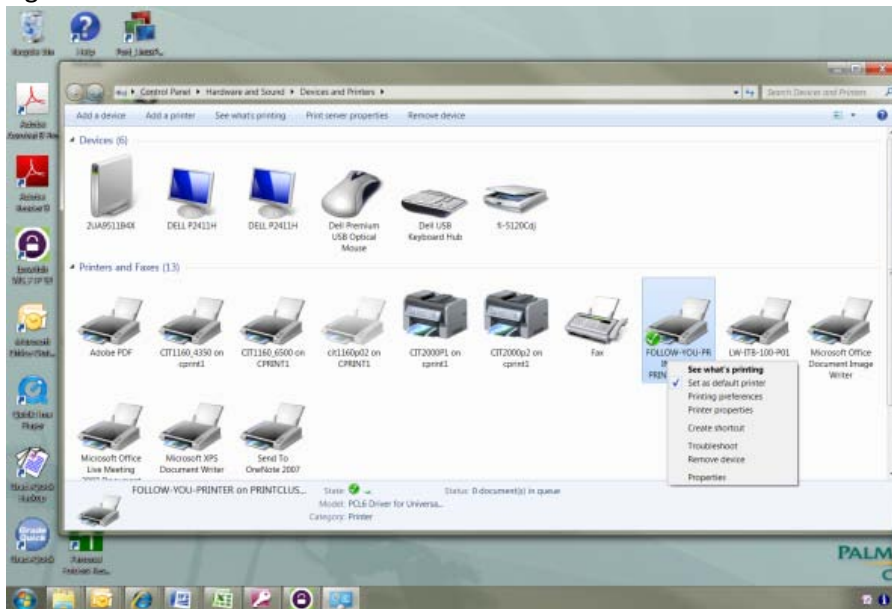 Help
Control Panel ▸ Hardware and Sound ▸ Devices and Printers ▸
Search Devices and Printers
Add a device Add a printer See what's printing Print server properties Remove device
Devices (6)
2UA9511B4X
DELL P2411H
DELL P2411H
Dell Premium
USB Optical
Mouse
Dell USB
Keyboard Hub
fi-5120Cdj
Printers and Faxes (13)
Adobe PDF
CIT1160_4350 on
cprint1
CIT1160_6500 on
CPRINT1
cit1160p02 on
CPRINT1
CIT2000P1 on
cprint1
CIT2000p2 on
cprint1
Fax
FOLLOW-YOU-PR
PRIN
LW-ITB-100-P01
Microsoft Office
Document Image
Writer
See what's printing
Set as default printer
Printing preferences
Printer properties
Create shortcut
Troubleshoot
Remove device
Properties
Microsoft Office
Live Meeting
Microsoft XPS
Document Writer
Send To
OneNote 2007
FOLLOW-YOU-PRINTER on PRINTCLUS...
State:
Status: 0 document(s) in queue
Model: PCL6 Driver for Universa...
Category: Printer
PALM
C